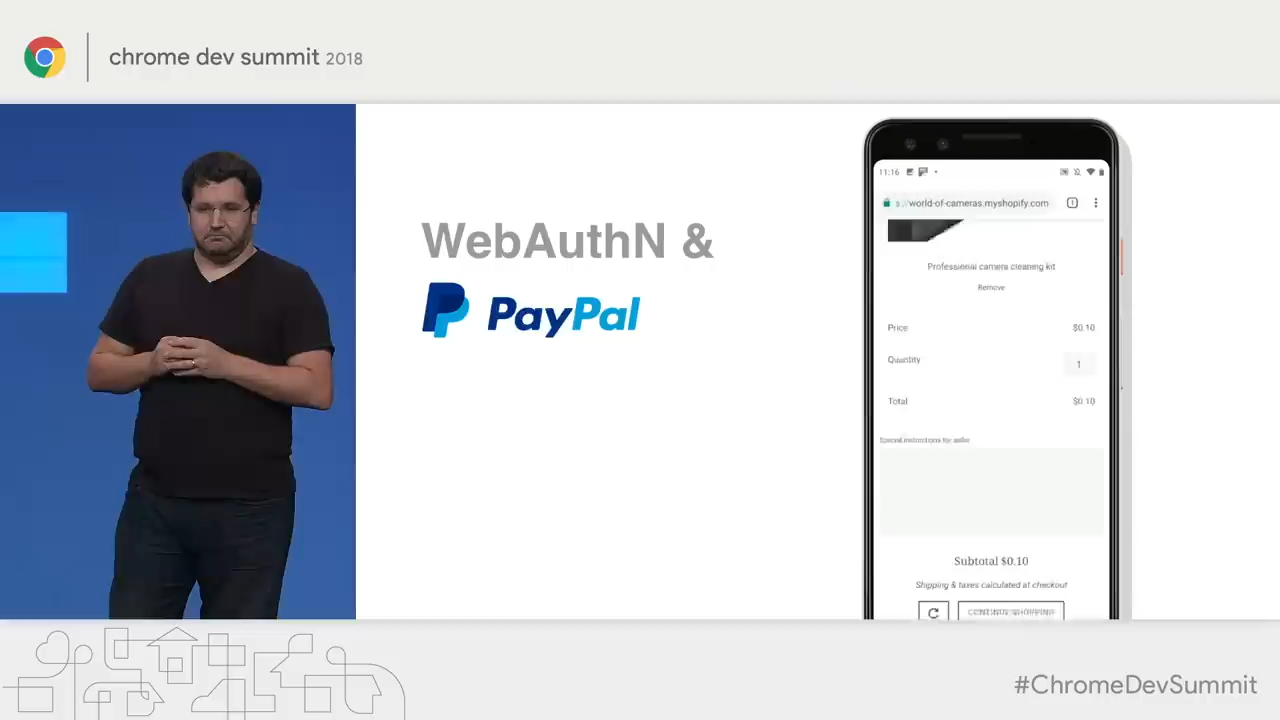 chrome dev summit 2018
WebAuthN &
PayPal
11:16
s://world-of-cameras.myshopify.com
Professional camera cleaning kit
Remove
Price $0.10
Quantity 1
Total $0.10
Special instructions for seller
Subtotal $0.10
Shipping & taxes calculated at checkout
CONTINUE SHOPPING
#ChromeDevSummit